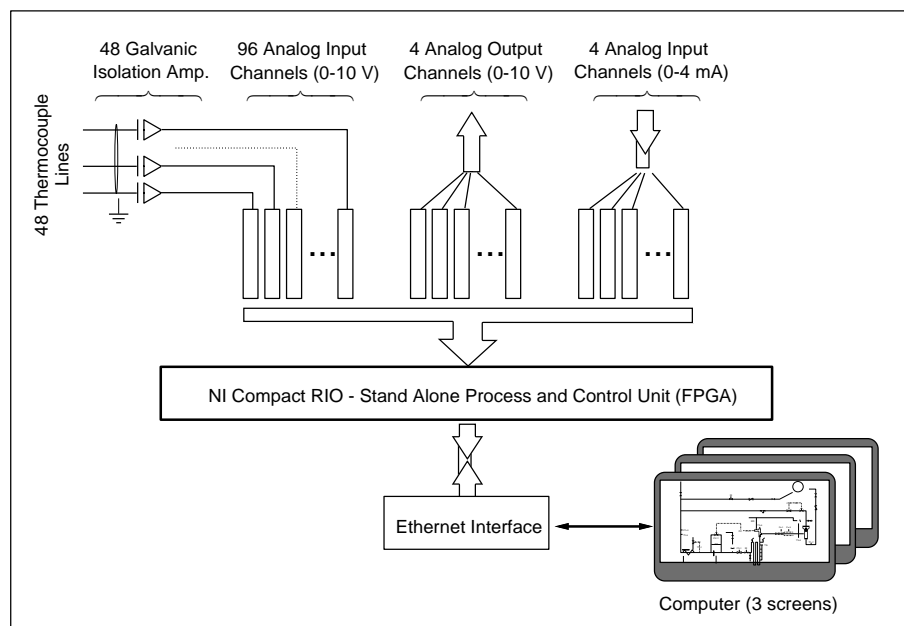 48 Galvanic
Isolation Amp.
96 Analog Input
Channels (0-10 V)
4 Analog Output
Channels (0-10 V)
4 Analog Input
Channels (0-4 mA)
48 Thermocouple
Lines
NI Compact RIO - Stand Alone Process and Control Unit (FPGA)
Ethernet Interface
Computer (3 screens)